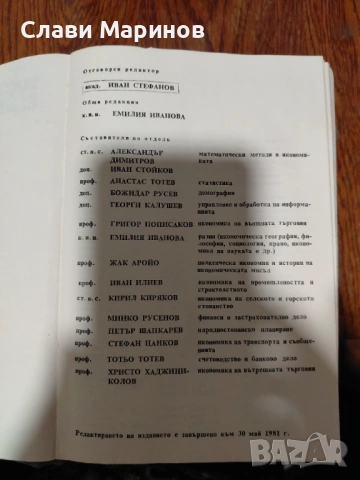 Слави Маринов
Отговорен редактор
акад. ИВАН СТЕФАНОВ
Обща редакция
к.и.н. ЕМИЛИЯ ИВАНОВА
Съставители по отдели
ст.н.с. АЛЕКСАНДЪР ДИМИТРОВ математически методи в икономиката
доц. ИВАН СТОЙКОВ
проф. АНАСТАС ТОТЕВ статистика
доц. БОЖИДАР РУСЕВ демография
доц. ГЕОРГИ КАЛУШЕВ управление и обработка на информацията
проф. ГРИГОР ПОПИСАКОВ икономика на външната търговия
к.и.н. ЕМИЛИЯ ИВАНОВА разни (икономическа география, философия, социология, право, икономика на науката и др.)
проф. ЖАК АРОЙО политическа икономия и история на икономическата мисъл
проф. ИВАН ИЛИЕВ икономика на промишлеността и строителството
ст.н.с. КИРИЛ КИРЯКОВ икономика на селското и горското стопанство
проф. МИНКО РУСЕНОВ финанси и застрахователно дело
проф. ПЕТЪР ШАПКАРЕВ народностопанско планиране
проф. СТЕФАН ЦАНКОВ икономика на транспорта и съобщенията
проф. ТОТЬО ТОТЕВ счетоводство и банково дело
проф. ХРИСТО ХАДЖИНИКОЛОВ икономика на вътрешната търговия
Редактирането на изданието е завършено към 30 май 1981 г.
BAZAR
bg